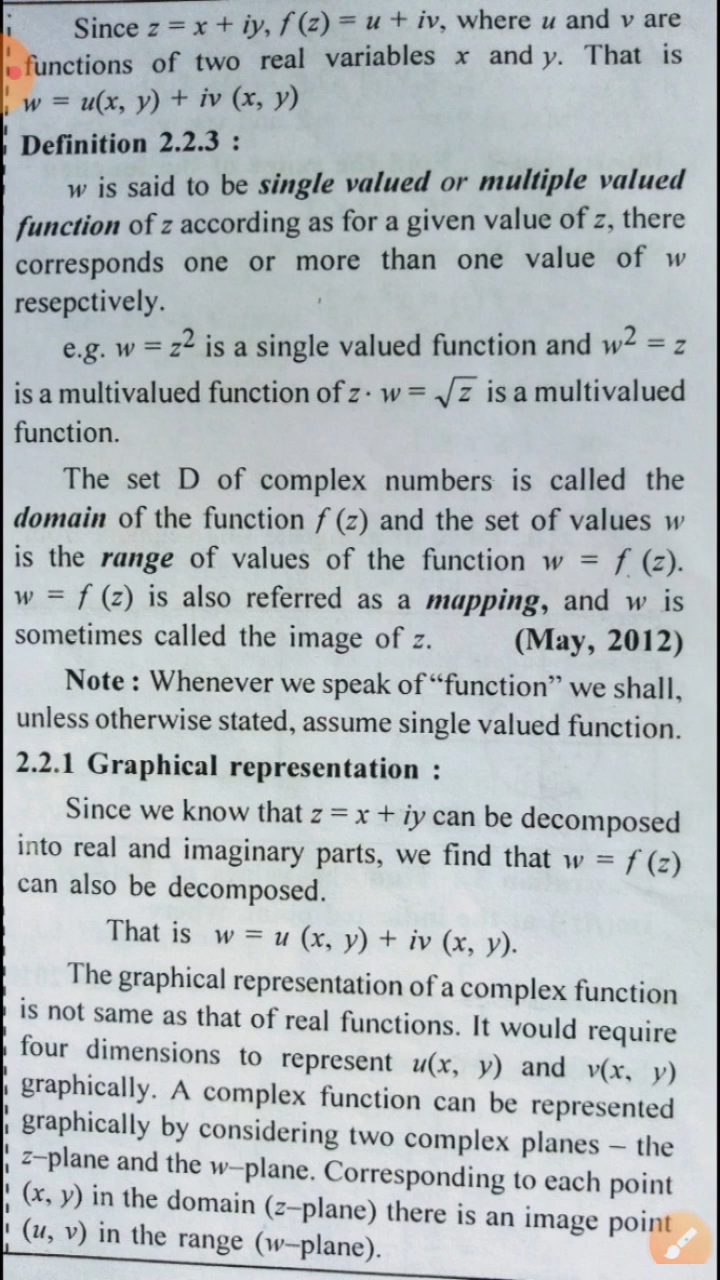 Since z = x + iy, f (z) = u + iv, where u and v are
functions of two real variables x and y. That is
w = u(x, y) + iv (x, y)
Definition 2.2.3 :
w is said to be single valued or multiple valued
function of z according as for a given value of z, there
corresponds one or more than one value of w
resepctively.
e.g. w = z² is a single valued function and w² = z
is a multivalued function of z · w = √z is a multivalued
function.
The set D of complex numbers is called the
domain of the function f (z) and the set of values w
is the range of values of the function w = f (z).
w = f (z) is also referred as a mapping, and w is
sometimes called the image of z. (May, 2012)
Note : Whenever we speak of “function” we shall,
unless otherwise stated, assume single valued function.
2.2.1 Graphical representation :
Since we know that z = x + iy can be decomposed
into real and imaginary parts, we find that w = f (z)
can also be decomposed.
That is w = u (x, y) + iv (x, y).
The graphical representation of a complex function
is not same as that of real functions. It would require
four dimensions to represent u(x, y) and v(x, y)
graphically. A complex function can be represented
graphically by considering two complex planes – the
z–plane and the w–plane. Corresponding to each point
(x, y) in the domain (z–plane) there is an image point
(u, v) in the range (w–plane).